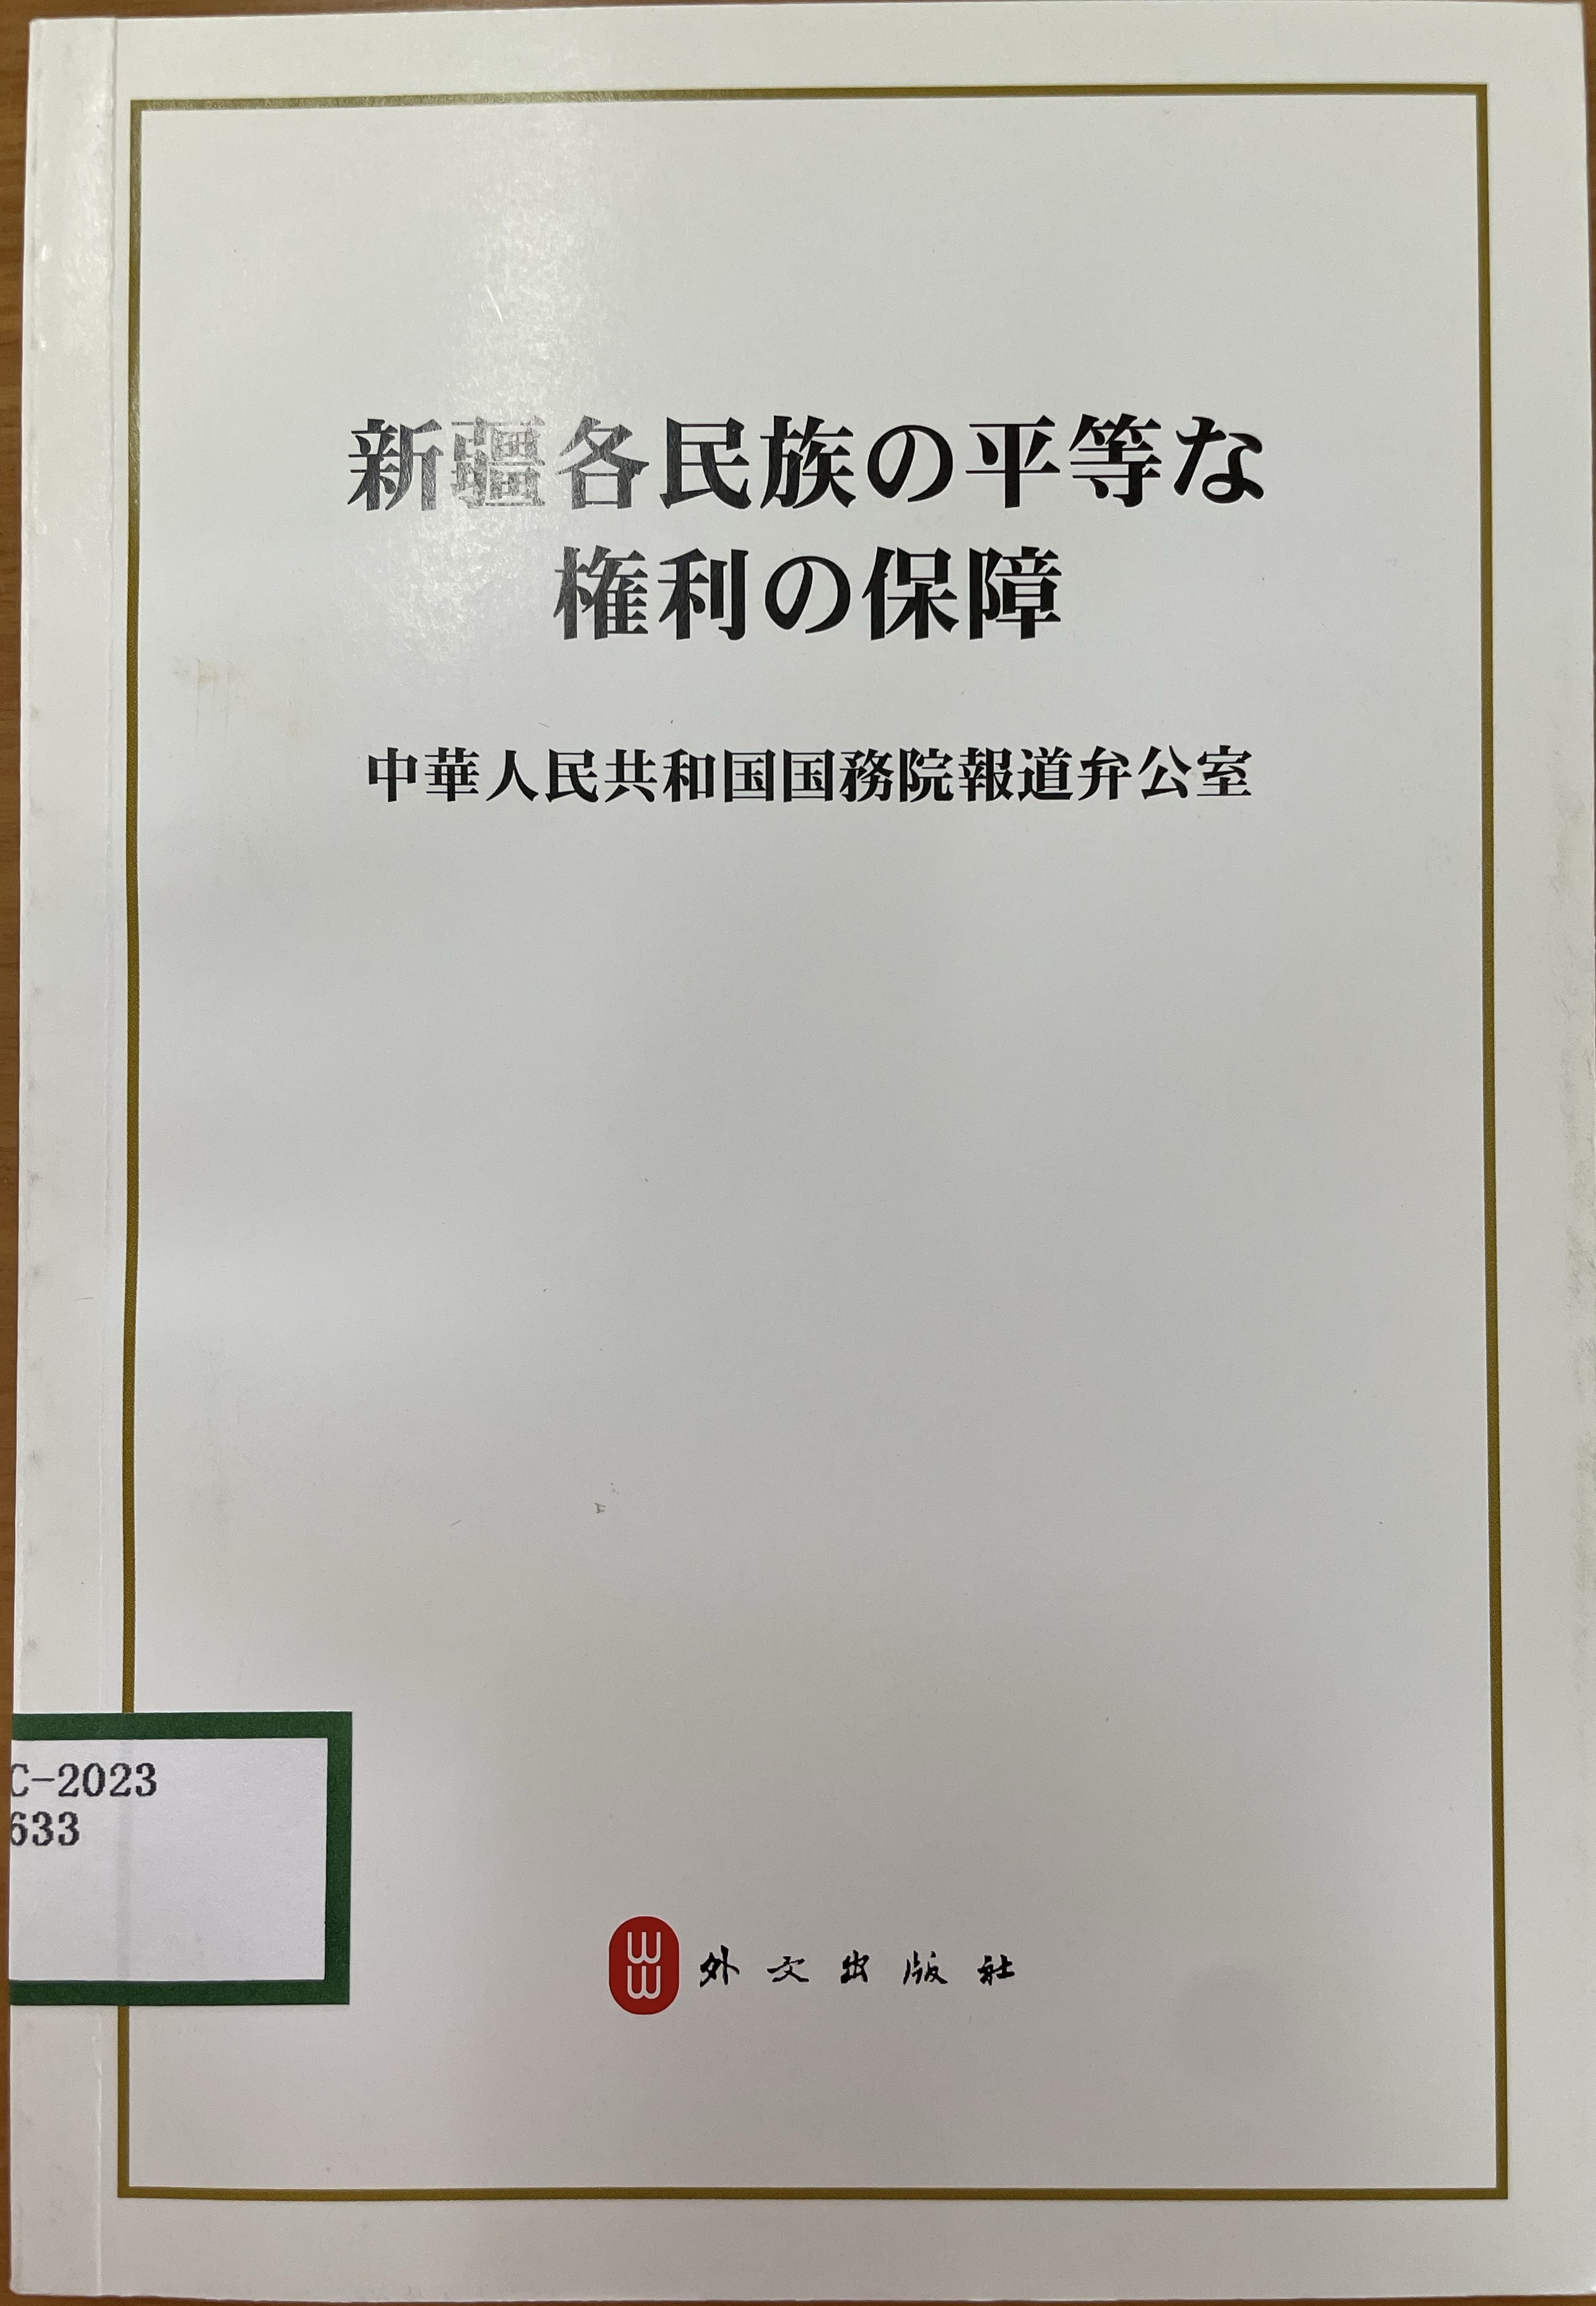 新疆各民族の平等な
権利の保障
中華人民共和国国務院報道弁公室
C-2023
633
外文出版社